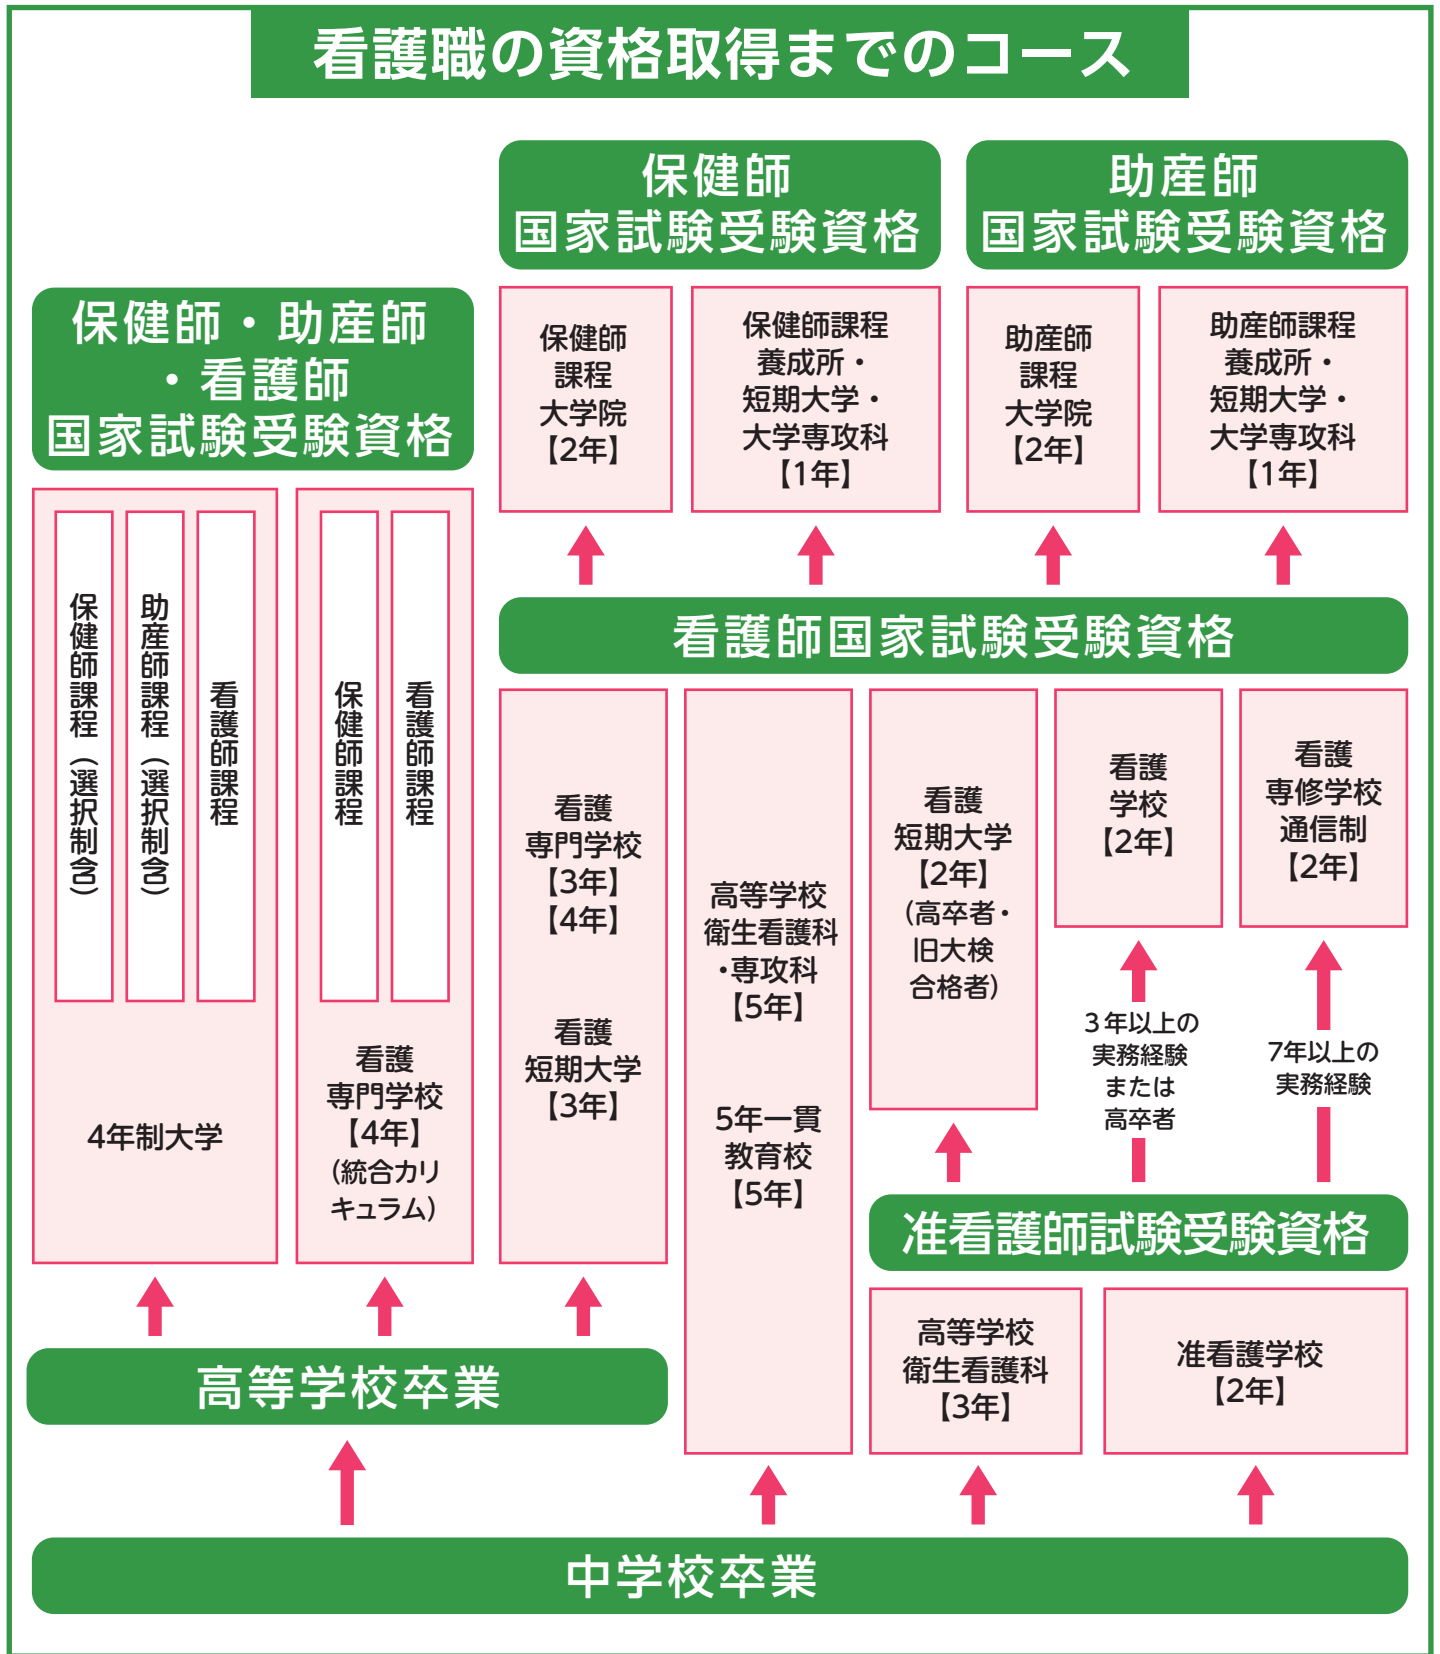 看護職の資格取得までのコース
保健師
国家試験受験資格
助産師
国家試験受験資格
保健師・助産師
・看護師
国家試験受験資格
保健師
課程
大学院
【2年】
保健師課程
養成所・
短期大学・
大学専攻科
【1年】
助産師
課程
大学院
【2年】
助産師課程
養成所・
短期大学・
大学専攻科
【1年】
保健師課程（選択制含）
助産師課程（選択制含）
看護師課程
4年制大学
保健師課程
看護師課程
看護
専門学校
【4年】
（統合カリ
キュラム）
看護師国家試験受験資格
看護
専門学校
【3年】
【4年】
看護
短期大学
【3年】
高等学校
衛生看護科
・専攻科
【5年】
5年一貫
教育校
【5年】
看護
短期大学
【2年】
（高卒者・
旧大検
合格者）
看護
学校
【2年】
看護
専修学校
通信制
【2年】
3年以上の
実務経験
または
高卒者
7年以上の
実務経験
准看護師試験受験資格
高等学校
衛生看護科
【3年】
准看護学校
【2年】
高等学校卒業
中学校卒業